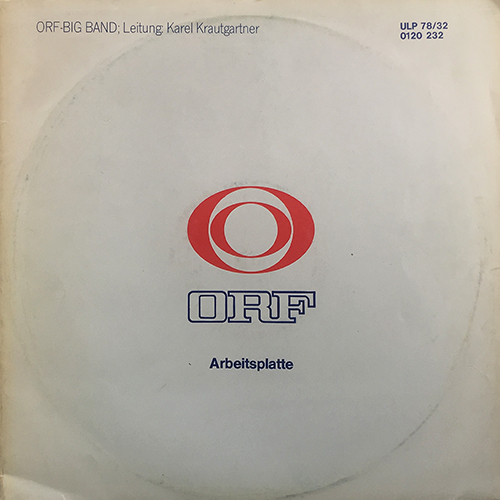 ORF-BIG BAND; Leitung: Karel Krautgartner
ULP 78/32
0120 232
ORF
Arbeitsplatte